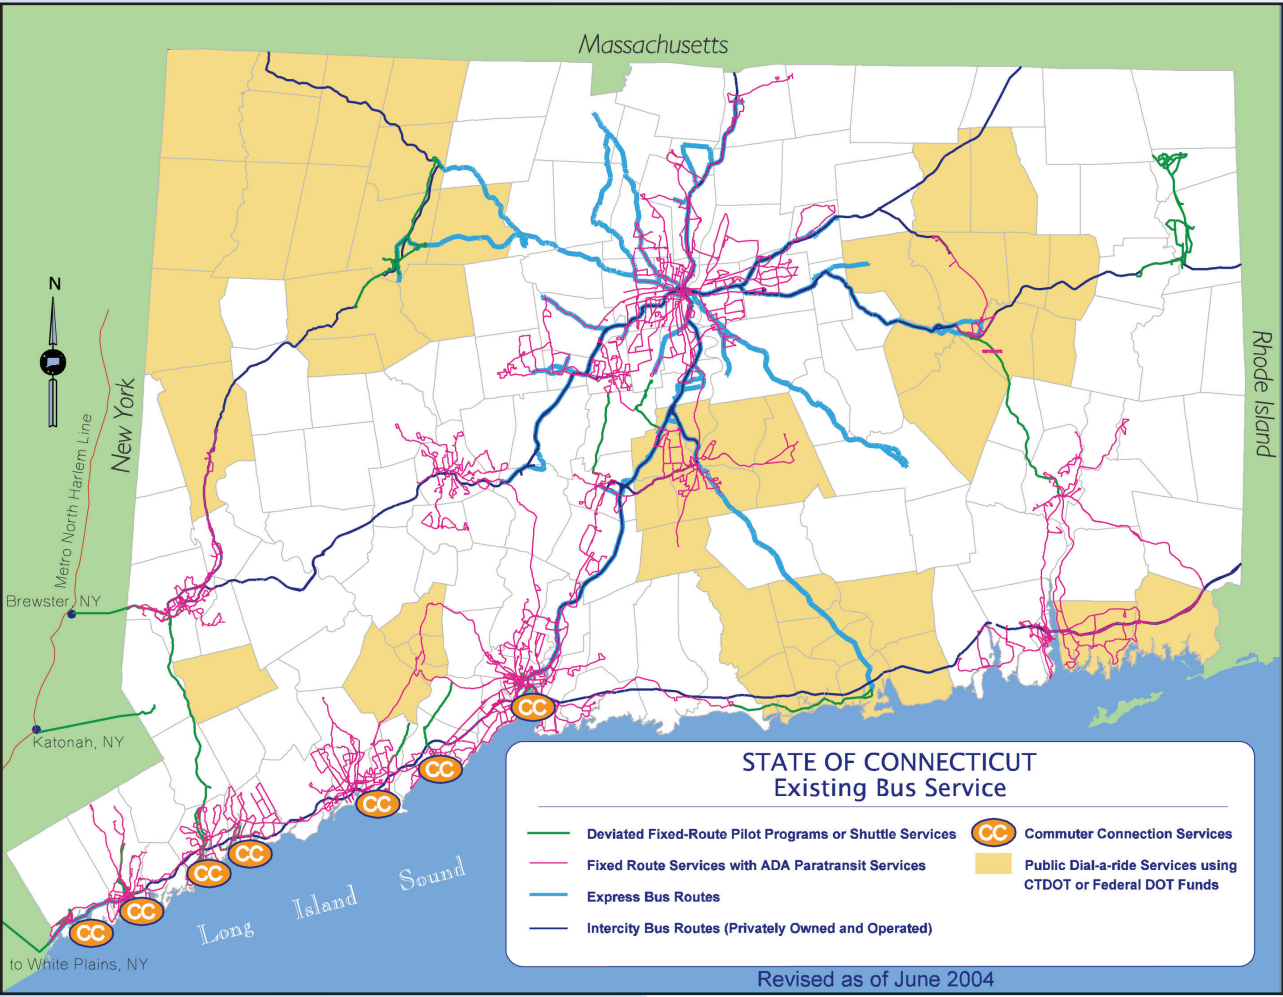 Massachusetts
N
New York
Metro North Harlem Line
Rhode Island
Brewster, NY
Katonah, NY
to White Plains, NY
CC
CC
CC
CC
CC
CC
CC
Long Island Sound
STATE OF CONNECTICUT
Existing Bus Service
Deviated Fixed-Route Pilot Programs or Shuttle Services
Fixed Route Services with ADA Paratransit Services
Express Bus Routes
Intercity Bus Routes (Privately Owned and Operated)
CC
Commuter Connection Services
Public Dial-a-ride Services using
CTDOT or Federal DOT Funds
Revised as of June 2004